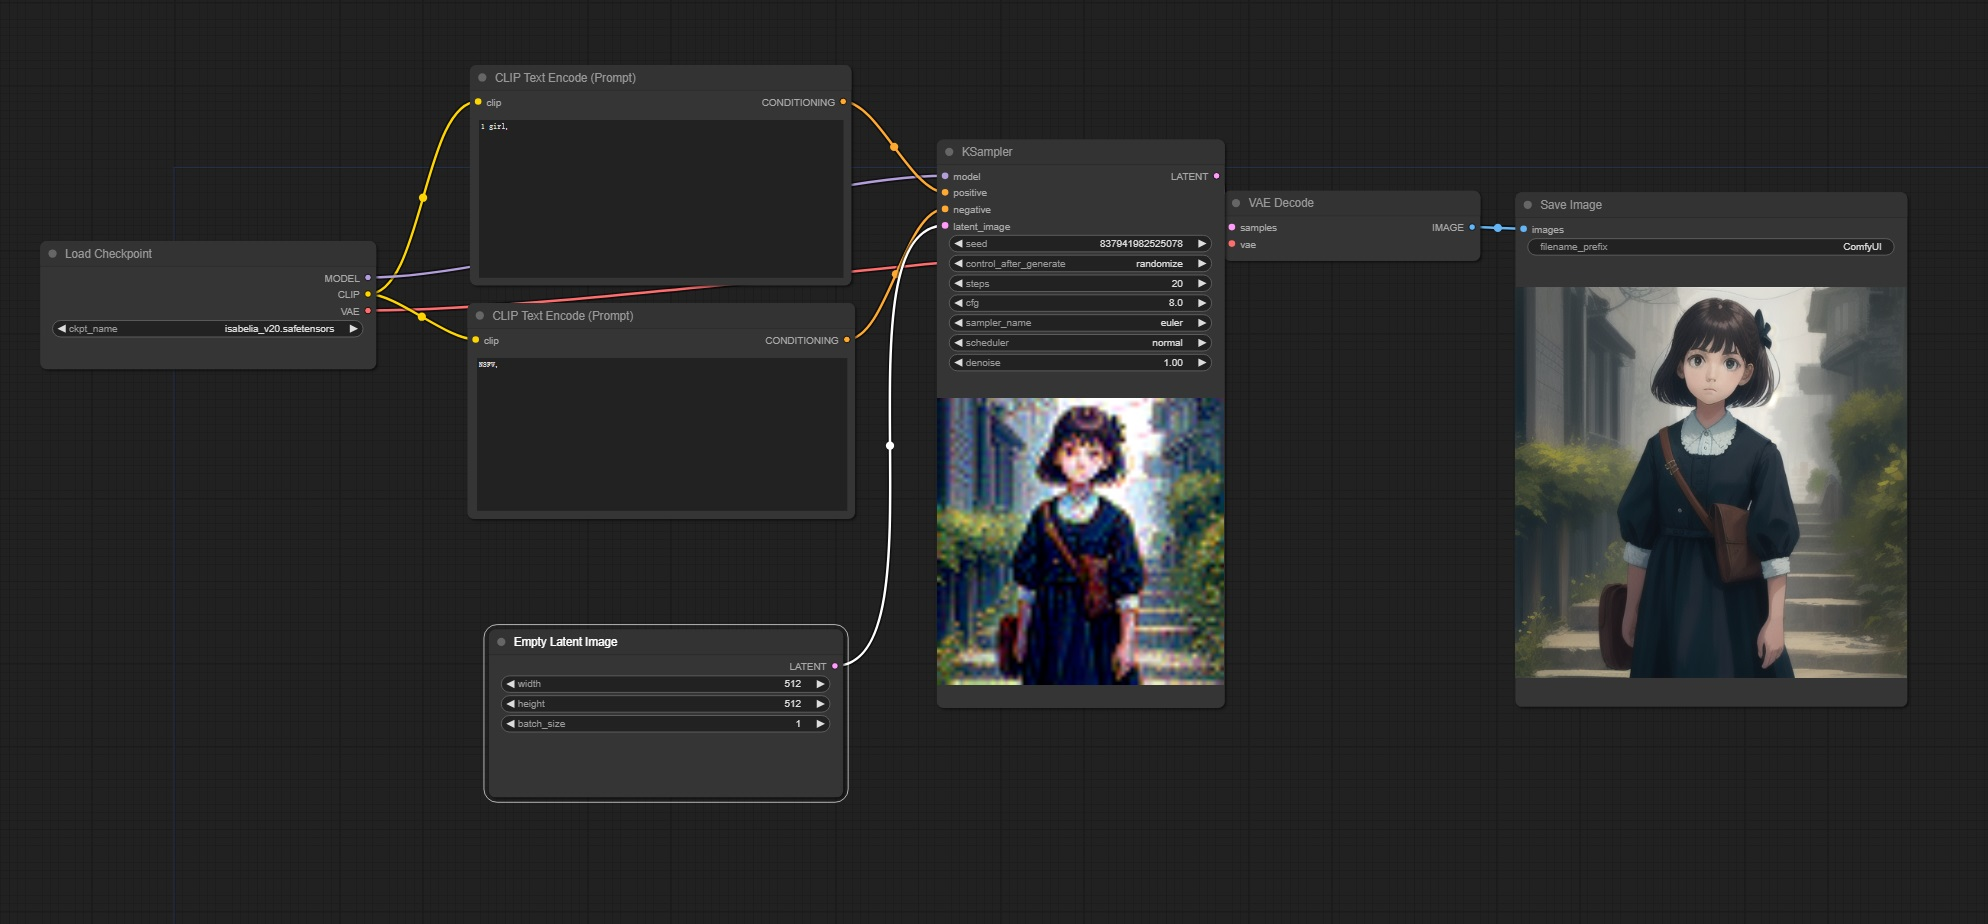 CLIP Text Encode (Prompt)
clip
CONDITIONING
1 girl,
KSampler
model
LATENT
positive
negative
latent_image
seed 837941982525078
control_after_generate randomize
steps 20
cfg 8.0
sampler_name euler
scheduler normal
denoise 1.00
VAE Decode
samples
IMAGE
vae
Save Image
images
filename_prefix ComfyUI
Load Checkpoint
MODEL
CLIP
VAE
ckpt_name isabelia_v20.safetensors
CLIP Text Encode (Prompt)
clip
CONDITIONING
NSFW,
Empty Latent Image
LATENT
width 512
height 512
batch_size 1